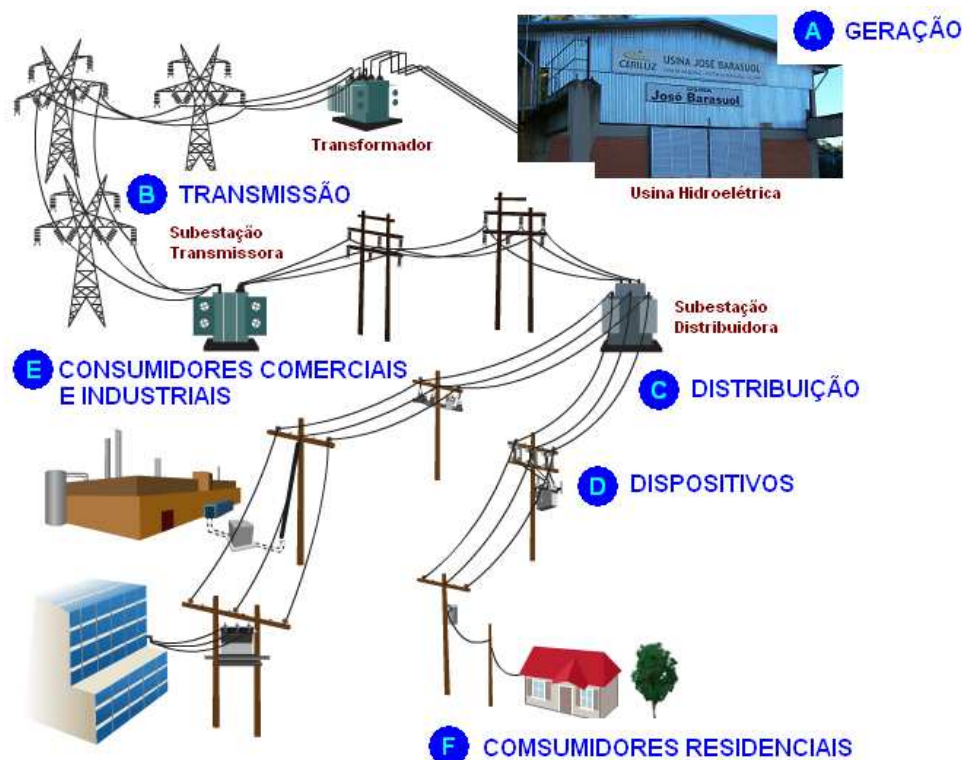 A GERAÇÃO
CERILUZ
USINA JOSÉ BARASUOL
USINA
José Barasuol
Transformador
Usina Hidroelétrica
B TRANSMISSÃO
Subestação
Transmissora
Subestação
Distribuidora
E CONSUMIDORES COMERCIAIS
E INDUSTRIAIS
C DISTRIBUIÇÃO
D DISPOSITIVOS
F COMSUMIDORES RESIDENCIAIS